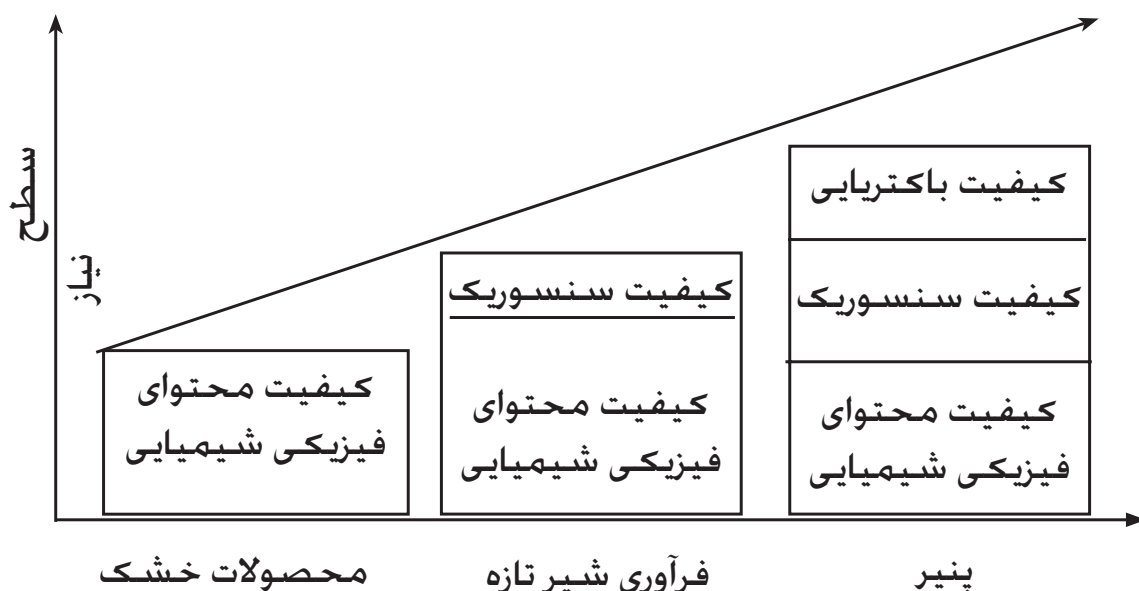 سطح
نیاز
کیفیت باکتریایی
کیفیت سنسوریک
کیفیت محتوای
فیزیکی شیمیایی
کیفیت سنسوریک
کیفیت محتوای
فیزیکی شیمیایی
کیفیت محتوای
فیزیکی شیمیایی
پنیر
فرآوری شیر تازه
محصولات خشک